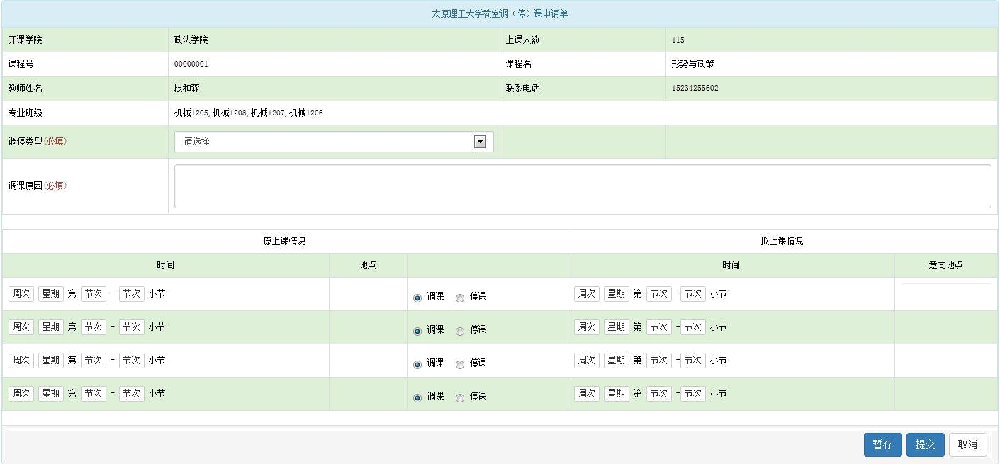 太原理工大学教室调（停）课申请单
开课学院 政法学院 上课人数 115
课程号 00000001 课程名 形势与政策
教师姓名 段和森 联系电话 15234255602
专业班级 机械1205,机械1208,机械1207,机械1206
调停类型(必填) 请选择
调课原因(必填)
原上课情况 拟上课情况
时间 地点 时间 意向地点
周次 星期 第 节次 - 节次 小节 调课 停课 周次 星期 第 节次 -节次 小节
周次 星期 第 节次 - 节次 小节 调课 停课 周次 星期 第 节次 -节次 小节
周次 星期 第 节次 - 节次 小节 调课 停课 周次 星期 第 节次 -节次 小节
周次 星期 第 节次 - 节次 小节 调课 停课 周次 星期 第 节次 -节次 小节
暂存 提交 取消